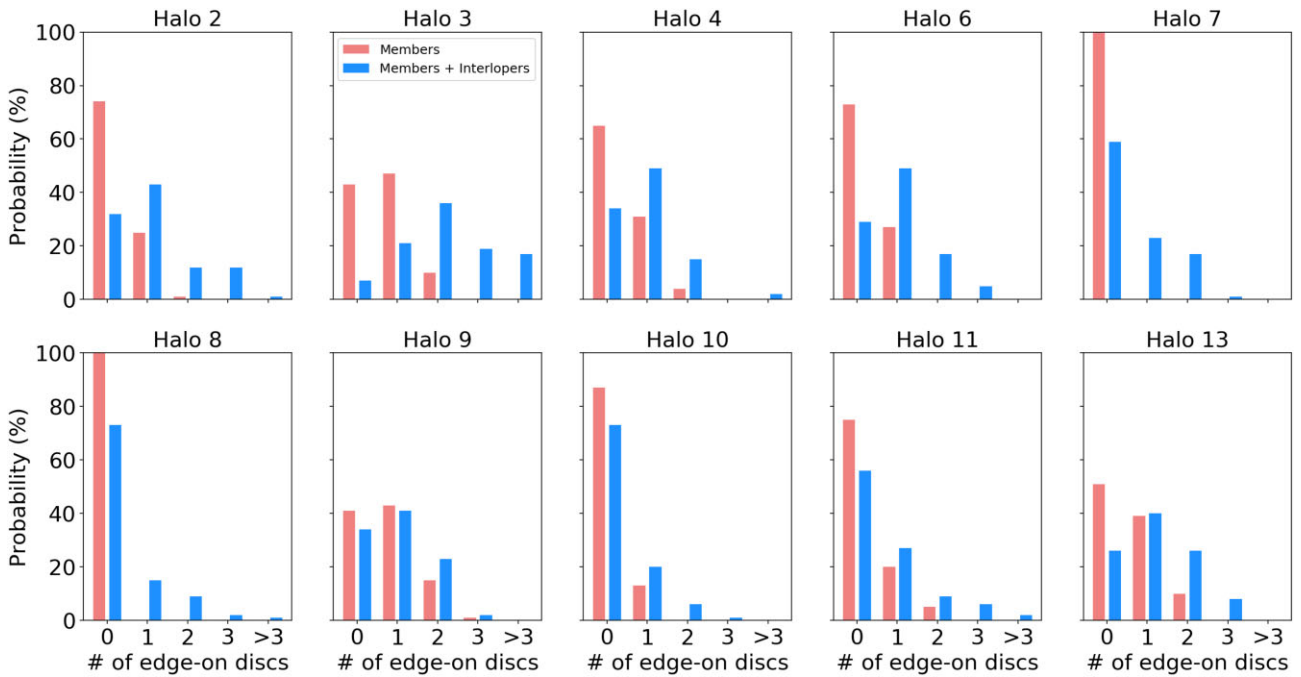 Halo 2 Halo 3 Halo 4 Halo 6 Halo 7
Members
Members + Interlopers
Probability (%)
100
80
60
40
20
0
Halo 8 Halo 9 Halo 10 Halo 11 Halo 13
Probability (%)
100
80
60
40
20
0
0 1 2 3 >3 0 1 2 3 >3 0 1 2 3 >3 0 1 2 3 >3 0 1 2 3 >3
# of edge-on discs # of edge-on discs # of edge-on discs # of edge-on discs # of edge-on discs